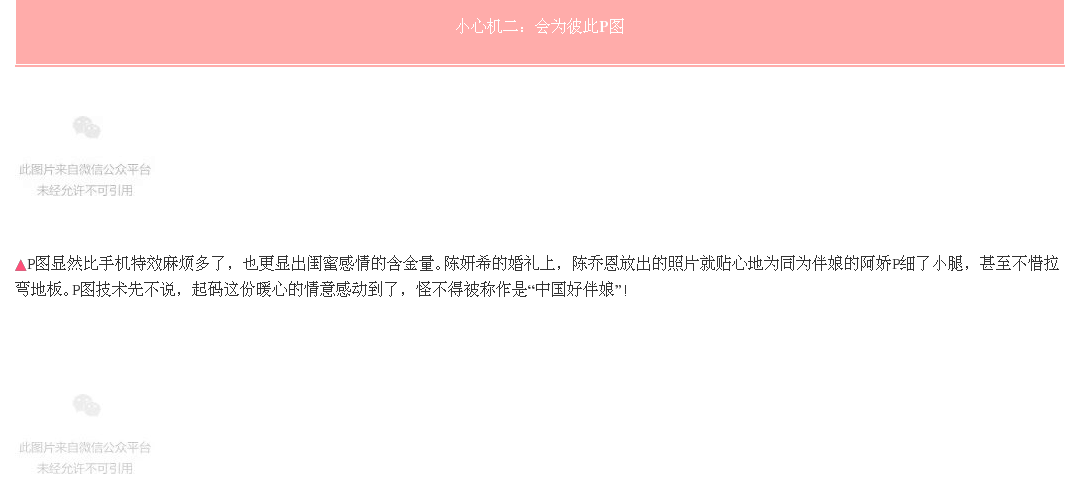 小心机二：会为彼此P图
此图片来自微信公众平台
未经允许不可引用
▲P图显然比手机特效麻烦多了，也更显出闺蜜感情的含金量。陈妍希的婚礼上，陈乔恩放出的照片就贴心地为同为伴娘的阿娇P细了小腿，甚至不惜拉
弯地板。P图技术先不说，起码这份暖心的情意感动到了，怪不得被称作是“中国好伴娘”！
此图片来自微信公众平台
未经允许不可引用